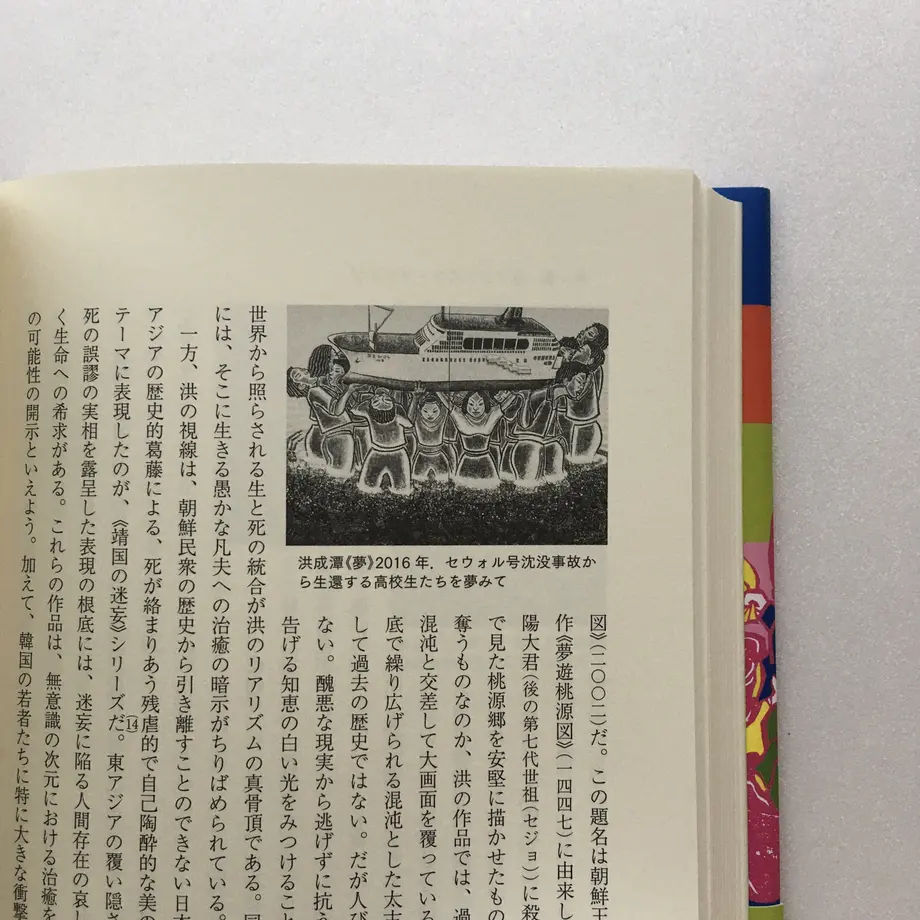 洪成潭《夢》2016 年．セウォル号沈没事故か
ら生還する高校生たちを夢みて
図》(二〇〇二)だ。この題名は朝鮮王
作《夢遊桃源図》(一四四七)に由来し
陽大君(後の第七代世祖(セジョ)に殺
で見た桃源郷を安堅に描かせたもの
奪うものなのか、洪の作品では、過
混沌と交差して大画面を覆っている
底で繰り広げられる混沌とした太古
して過去の歴史ではない。だが人び
ない。醜悪な現実から逃げずに抗う
告げる知恵の白い光をみつけること
世界から照らされる生と死の統合が洪のリアリズムの真骨頂である。
には、そこに生きる愚かな凡夫への治癒の暗示がちりばめられている。
一方、洪の視線は、朝鮮民衆の歴史から引き離すことのできない日本
アジアの歴史的葛藤による、死が絡まりあう残虐的で自己陶酔的な美の
テーマに表現したのが、《靖国の迷妄》シリーズだ。⒁東アジアの覆い隠さ
死の誤謬の実相を露呈した表現の根底には、迷妄に陥る人間存在の哀し
く生命への希求がある。これらの作品は、無意識の次元における治癒を
の可能性の開示といえよう。加えて、韓国の若者たちに特に大きな衝撃